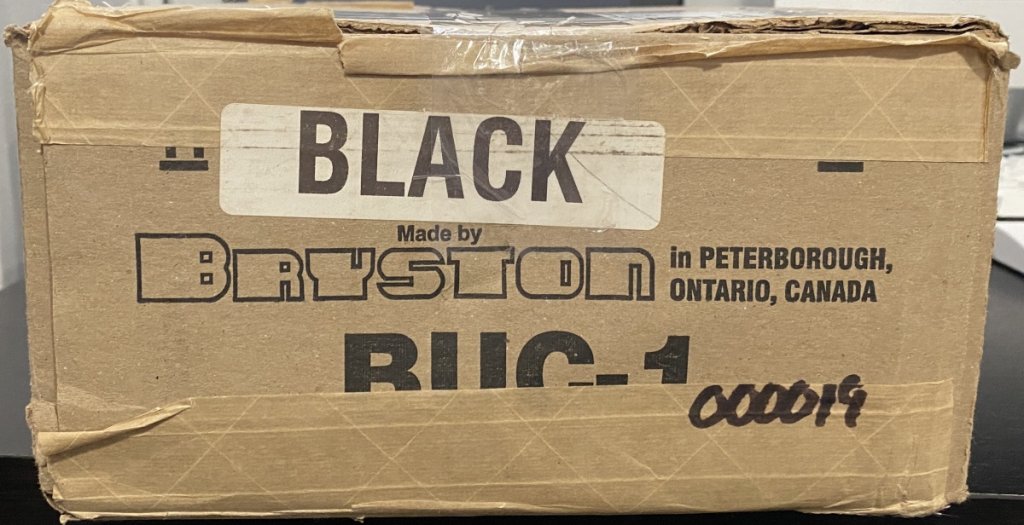 BLACK
Made by
BRYSTON in PETERBOROUGH,
ONTARIO, CANADA
BUC-1
000019